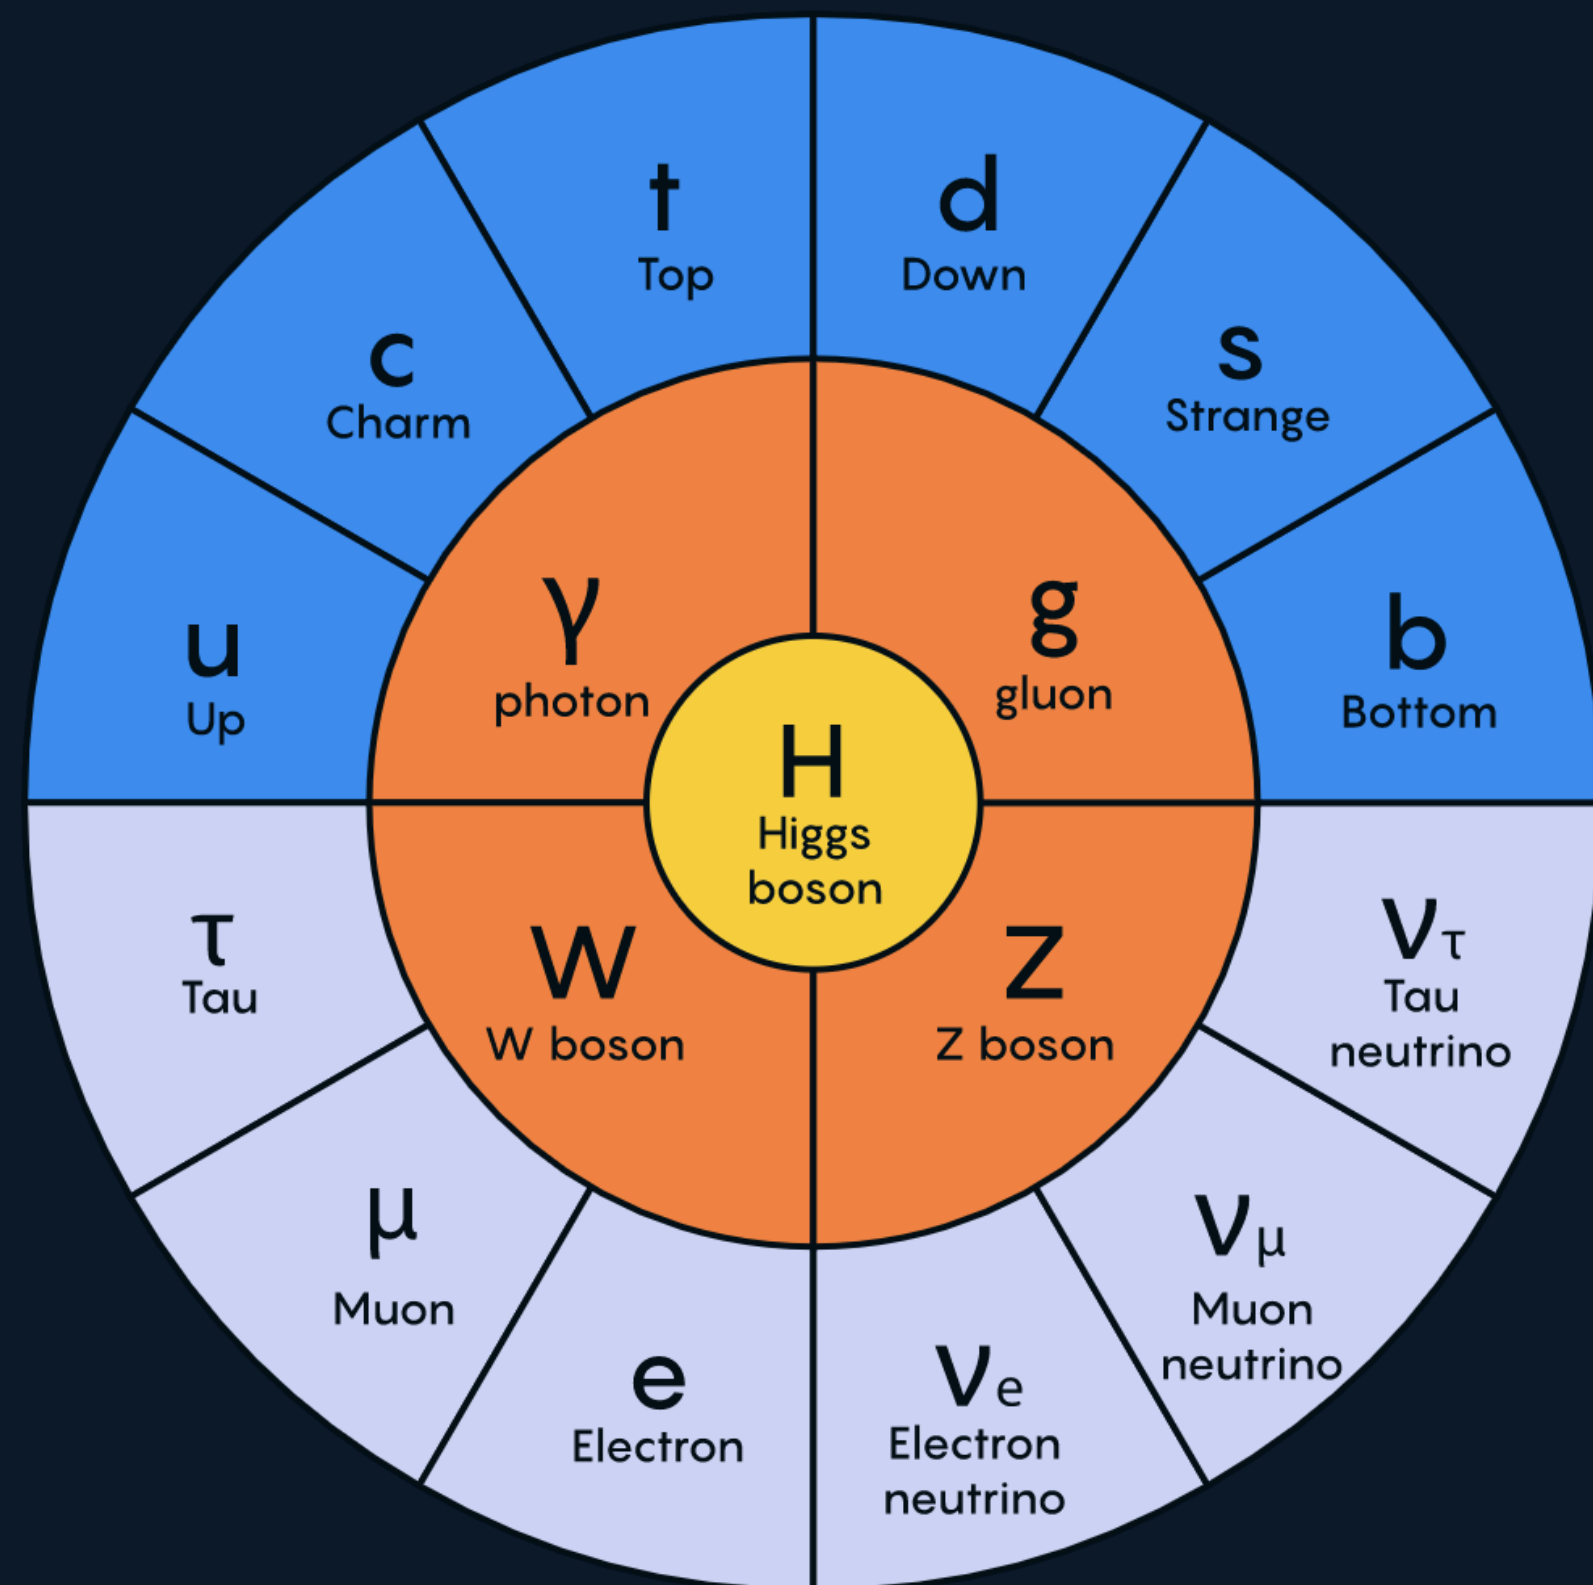 t
Top
d
Down
c
Charm
s
Strange
u
Up
γ
photon
g
gluon
b
Bottom
H
Higgs
boson
τ
Tau
W
W boson
Z
Z boson
ντ
Tau
neutrino
μ
Muon
νμ
Muon
neutrino
e
Electron
νe
Electron
neutrino